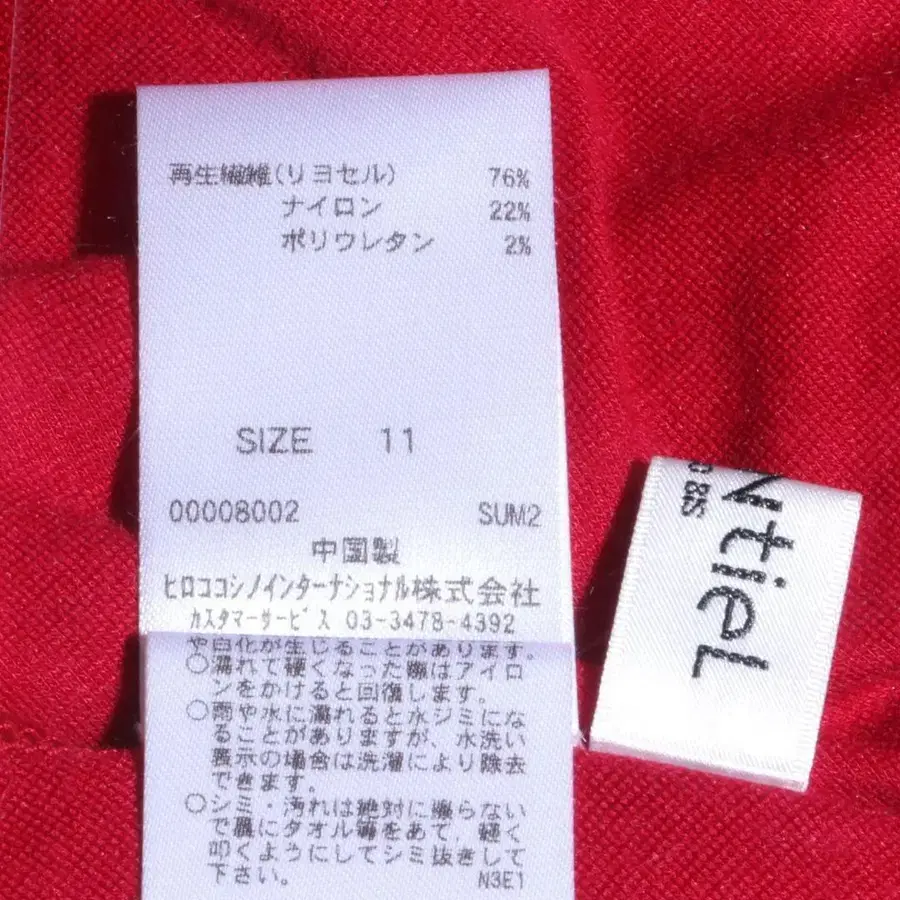 再生繊維(リヨセル) 76%
ナイロン 22%
ポリウレタン 2%
SIZE 11
00008002 SUM2
中国製
ヒロココシノインターナショナル株式会社
カスタマーサービス 03-3478-4392
や白化が生じることがあります。
○濡れて硬くなった際はアイロ
ンをかけると回復します。
○雨や水に濡れると水ジミにな
ることがありますが、水洗い
表示の場合は洗濯により除去
できます。
○シミ・汚れは絶対に擦らない
で裏にタオル等をあて、軽く
叩くようにしてシミ抜きして
下さい。 N3E1
ntieL